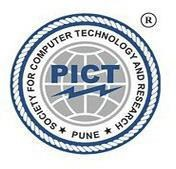 ®
SOCIETY FOR COMPUTER TECHNOLOGY AND RESEARCH
PICT
* PUNE *